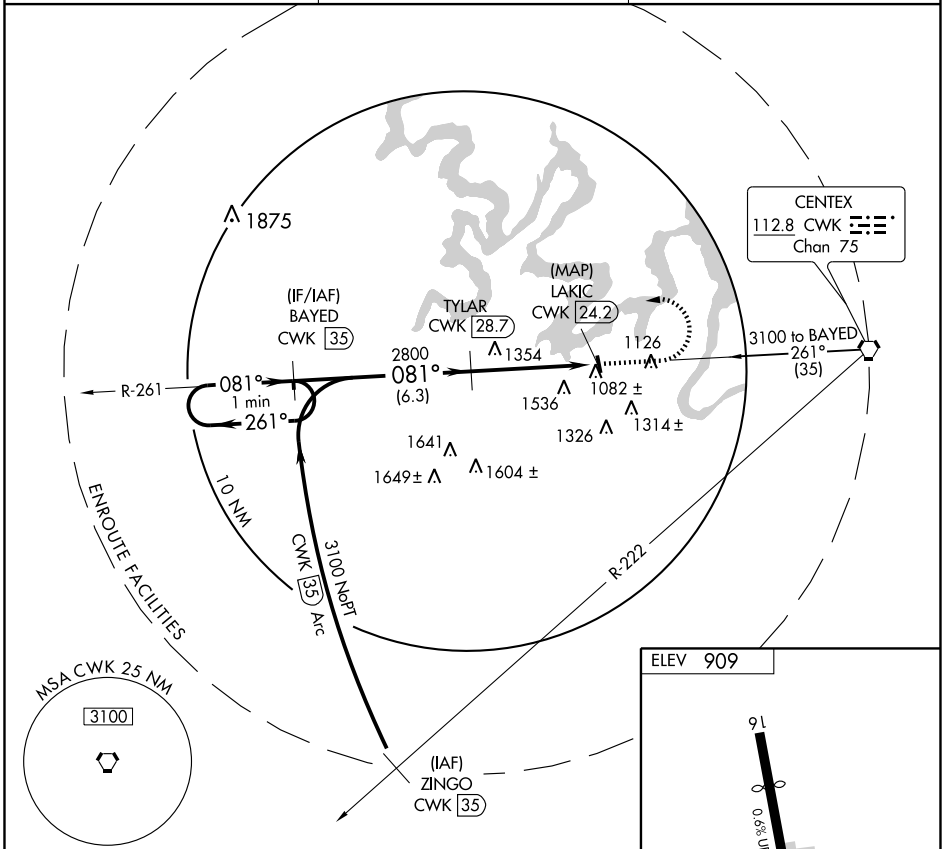 1875
CENTEX
112.8 CWK
Chan 75
(IF/IAF)
BAYED
CWK 35
TYLAR
CWK 28.7
(MAP)
LAKIC
CWK 24.2
1354
1126
3100 to BAYED
261°
(35)
R-261
081°
1 min
261°
2800
081°
(6.3)
1082 ±
1536
1314 ±
1326
1641
1649 ±
1604 ±
10 NM
ENROUTE FACILITIES
3100 NoPT
CWK 35 Arc
R-222
MSA CWK 25 NM
3100
(IAF)
ZINGO
CWK 35
ELEV 909
16
0.6% U